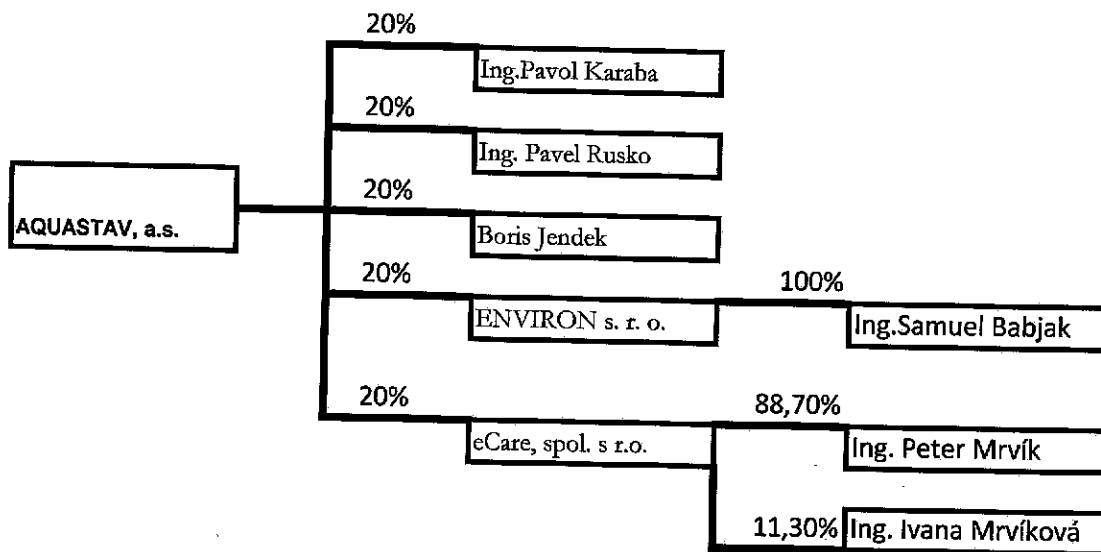 20%
Ing.Pavol Karaba
20%
Ing. Pavel Rusko
20%
AQUASTAV, a.s.
Boris Jendek
20%
100%
ENVIRON s. r. o.
Ing.Samuel Babjak
20%
88,70%
eCare, spol. s r.o.
Ing. Peter Mrvík
11,30%
Ing. Ivana Mrvíková